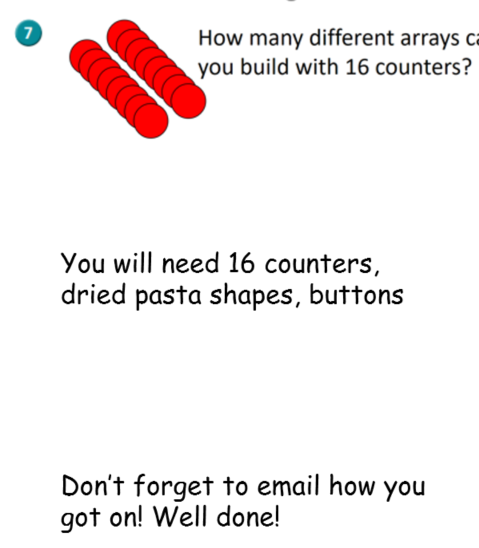 7
How many different arrays
you build with 16 counters?
You will need 16 counters,
dried pasta shapes, buttons
Don't forget to email how you
got on! Well done!